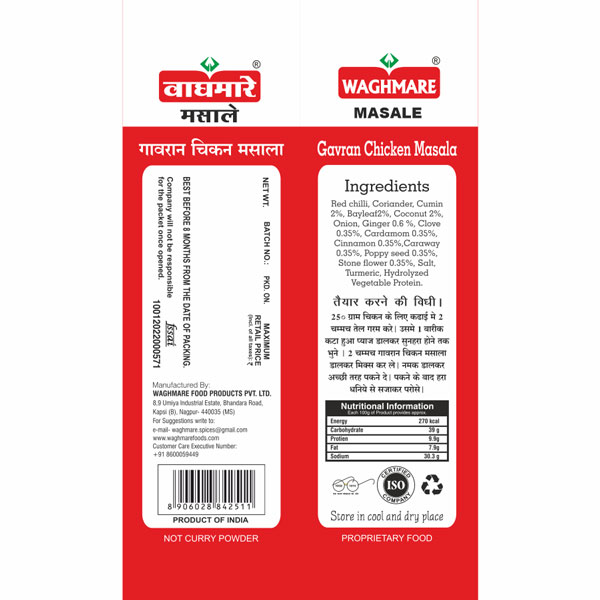 वाघमारे®
मसाले
गावरान चिकन मसाला
BEST BEFORE 8 MONTHS FROM THE DATE OF PACKING.
Company will not be responsible
for the packet once opened.
fssai
10012022000571
NET WT.
BATCH NO.:
PKD. ON.
MAXIMUM
RETAIL PRICE
(Incl. of all taxes): ₹
Manufactured By:
WAGHMARE FOOD PRODUCTS PVT. LTD.
8,9 Umiya Industrial Estate, Bhandara Road,
Kapsi (B), Nagpur- 440035 (MS)
For Suggestions write to:
e-mail- waghmare.spices@gmail.com
www.waghmarefoods.com
Customer Care Executive Number:
+91 8600059449
8 906028 842511
PRODUCT OF INDIA
NOT CURRY POWDER
WAGHMARE®
MASALE
Gavran Chicken Masala
Ingredients
Red chilli, Coriander, Cumin
2%, Bayleaf2%, Coconut 2%,
Onion, Ginger 0.6 %, Clove
0.35%, Cardamom 0.35%,
Cinnamon 0.35%,Caraway
0.35%, Poppy seed 0.35%,
Stone flower 0.35%, Salt,
Turmeric, Hydrolyzed
Vegetable Protein.
तैयार करने की विघी।
25० ग्राम चिकन के लिए कढाई मे 2
चम्मच तेल गरम करे। उसमे 1 बारीक
कटा हुआ प्याज डालकर सुनहरा होने तक
भुने । 2 चम्मच गावरान चिकन मसाला
डालकर मिक्स कर ले। नमक डालकर
अच्छी तरह पकने दे। पकने के बाद हरा
धनिये से सजाकर परोसे।
Nutritional Information
Each 100g of Product provides approx.
Energy 270 kcal
Carbohydrate 39 g
Protien 9.9g
Fat 7.9g
Sodium 30.3 g
CERTIFIED
ISO
COMPANY
Store in cool and dry place
PROPRIETARY FOOD